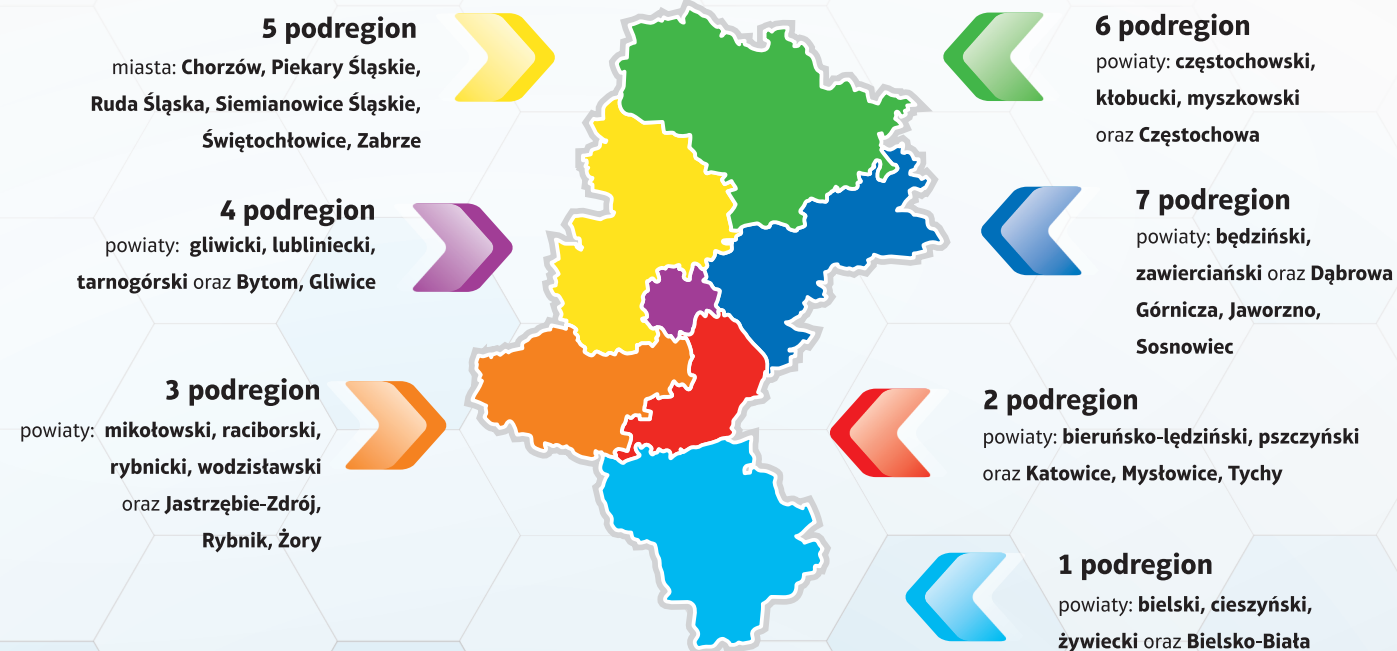 5 podregion
miasta: Chorzów, Piekary Śląskie,
Ruda Śląska, Siemianowice Śląskie,
Świętochłowice, Zabrze
4 podregion
powiaty: gliwicki, lubliniecki,
tarnogórski oraz Bytom, Gliwice
3 podregion
powiaty: mikołowski, raciborski,
rybnicki, wodzisławski
oraz Jastrzębie-Zdrój,
Rybnik, Żory
6 podregion
powiaty: częstochowski,
kłobucki, myszkowski
oraz Częstochowa
7 podregion
powiaty: będziński,
zawierciański oraz Dąbrowa
Górnicza, Jaworzno,
Sosnowiec
2 podregion
powiaty: bieruńsko-lędziński, pszczyński
oraz Katowice, Mysłowice, Tychy
1 podregion
powiaty: bielski, cieszyński,
żywiecki oraz Bielsko-Biała